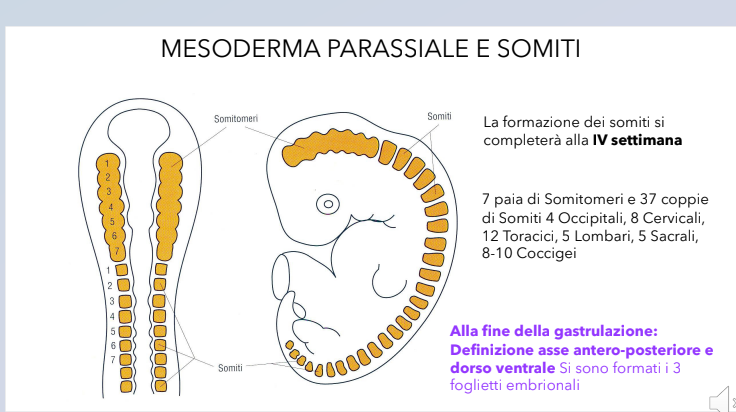 MESODERMA PARASSIALE E SOMITI
Somitomeri
Somiti
1
2
3
4
5
6
7
1
2
3
4
5
6
7
Somiti
La formazione dei somiti si
completerà alla IV settimana
7 paia di Somitomeri e 37 coppie
di Somiti 4 Occipitali, 8 Cervicali,
12 Toracici, 5 Lombari, 5 Sacrali,
8-10 Coccigei
Alla fine della gastrulazione:
Definizione asse antero-posteriore e
dorso ventrale Si sono formati i 3
foglietti embrionali